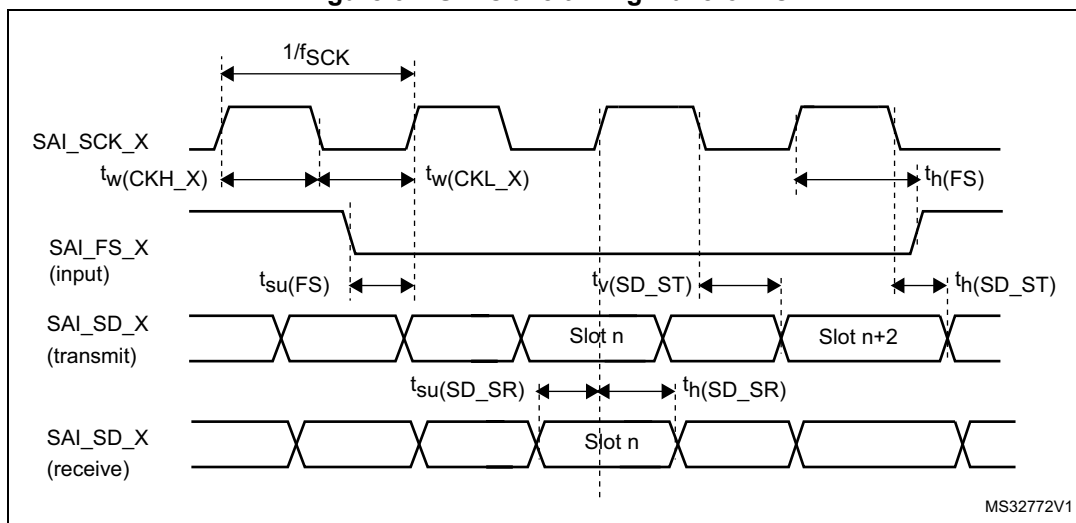 1/fSCK
SAI_SCK_X
tw(CKH_X)
tw(CKL_X)
th(FS)
SAI_FS_X
(input)
tsu(FS)
tv(SD_ST)
th(SD_ST)
SAI_SD_X
(transmit)
Slot n
Slot n+2
tsu(SD_SR)
th(SD_SR)
SAI_SD_X
(receive)
Slot n
MS32772V1